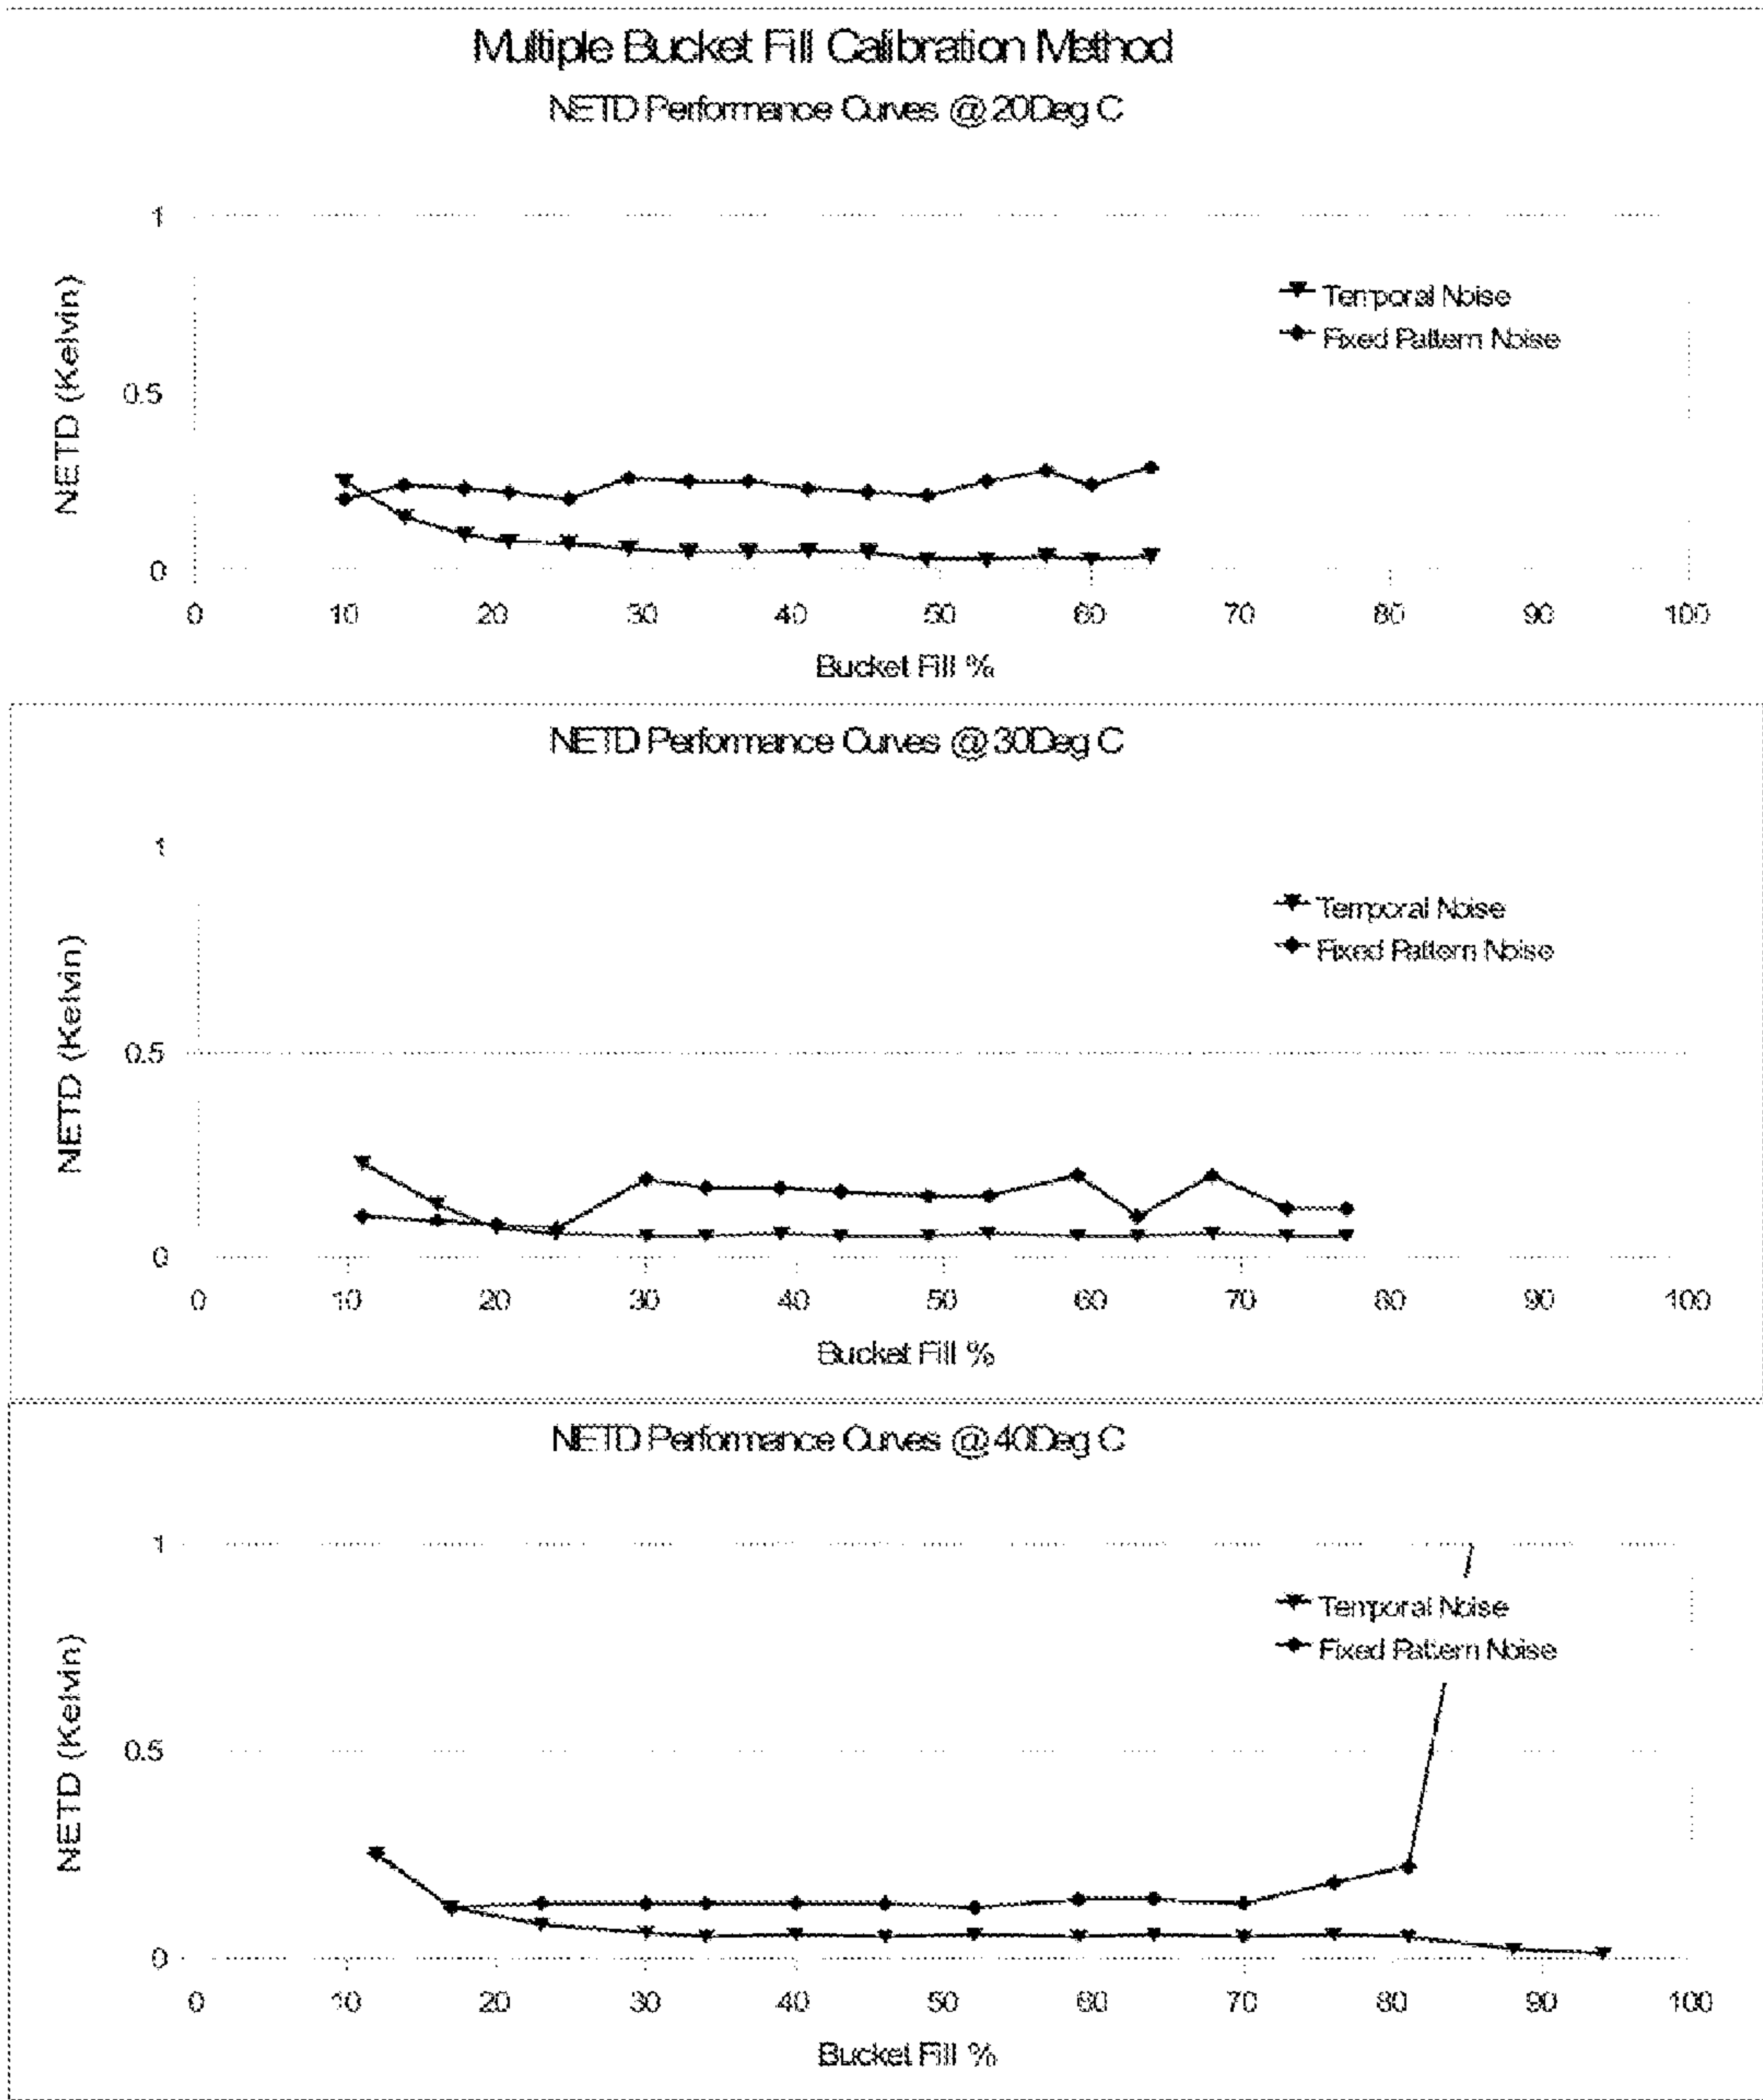 Multiple Bucket Fill Calibration Method
NETD Performance Curves @ 20Deg C
1
NETD (Kelvin)
Temporal Noise
Fixed Pattern Noise
0.5
0
0 10 20 30 40 50 60 70 80 90 100
Bucket Fill %
NETD Performance Curves @ 30Deg C
1
NETD (Kelvin)
Temporal Noise
Fixed Pattern Noise
0.5
0
0 10 20 30 40 50 60 70 80 90 100
Bucket Fill %
NETD Performance Curves @ 40Deg C
1
NETD (Kelvin)
Temporal Noise
Fixed Pattern Noise
0.5
0
0 10 20 30 40 50 60 70 80 90 100
Bucket Fill %